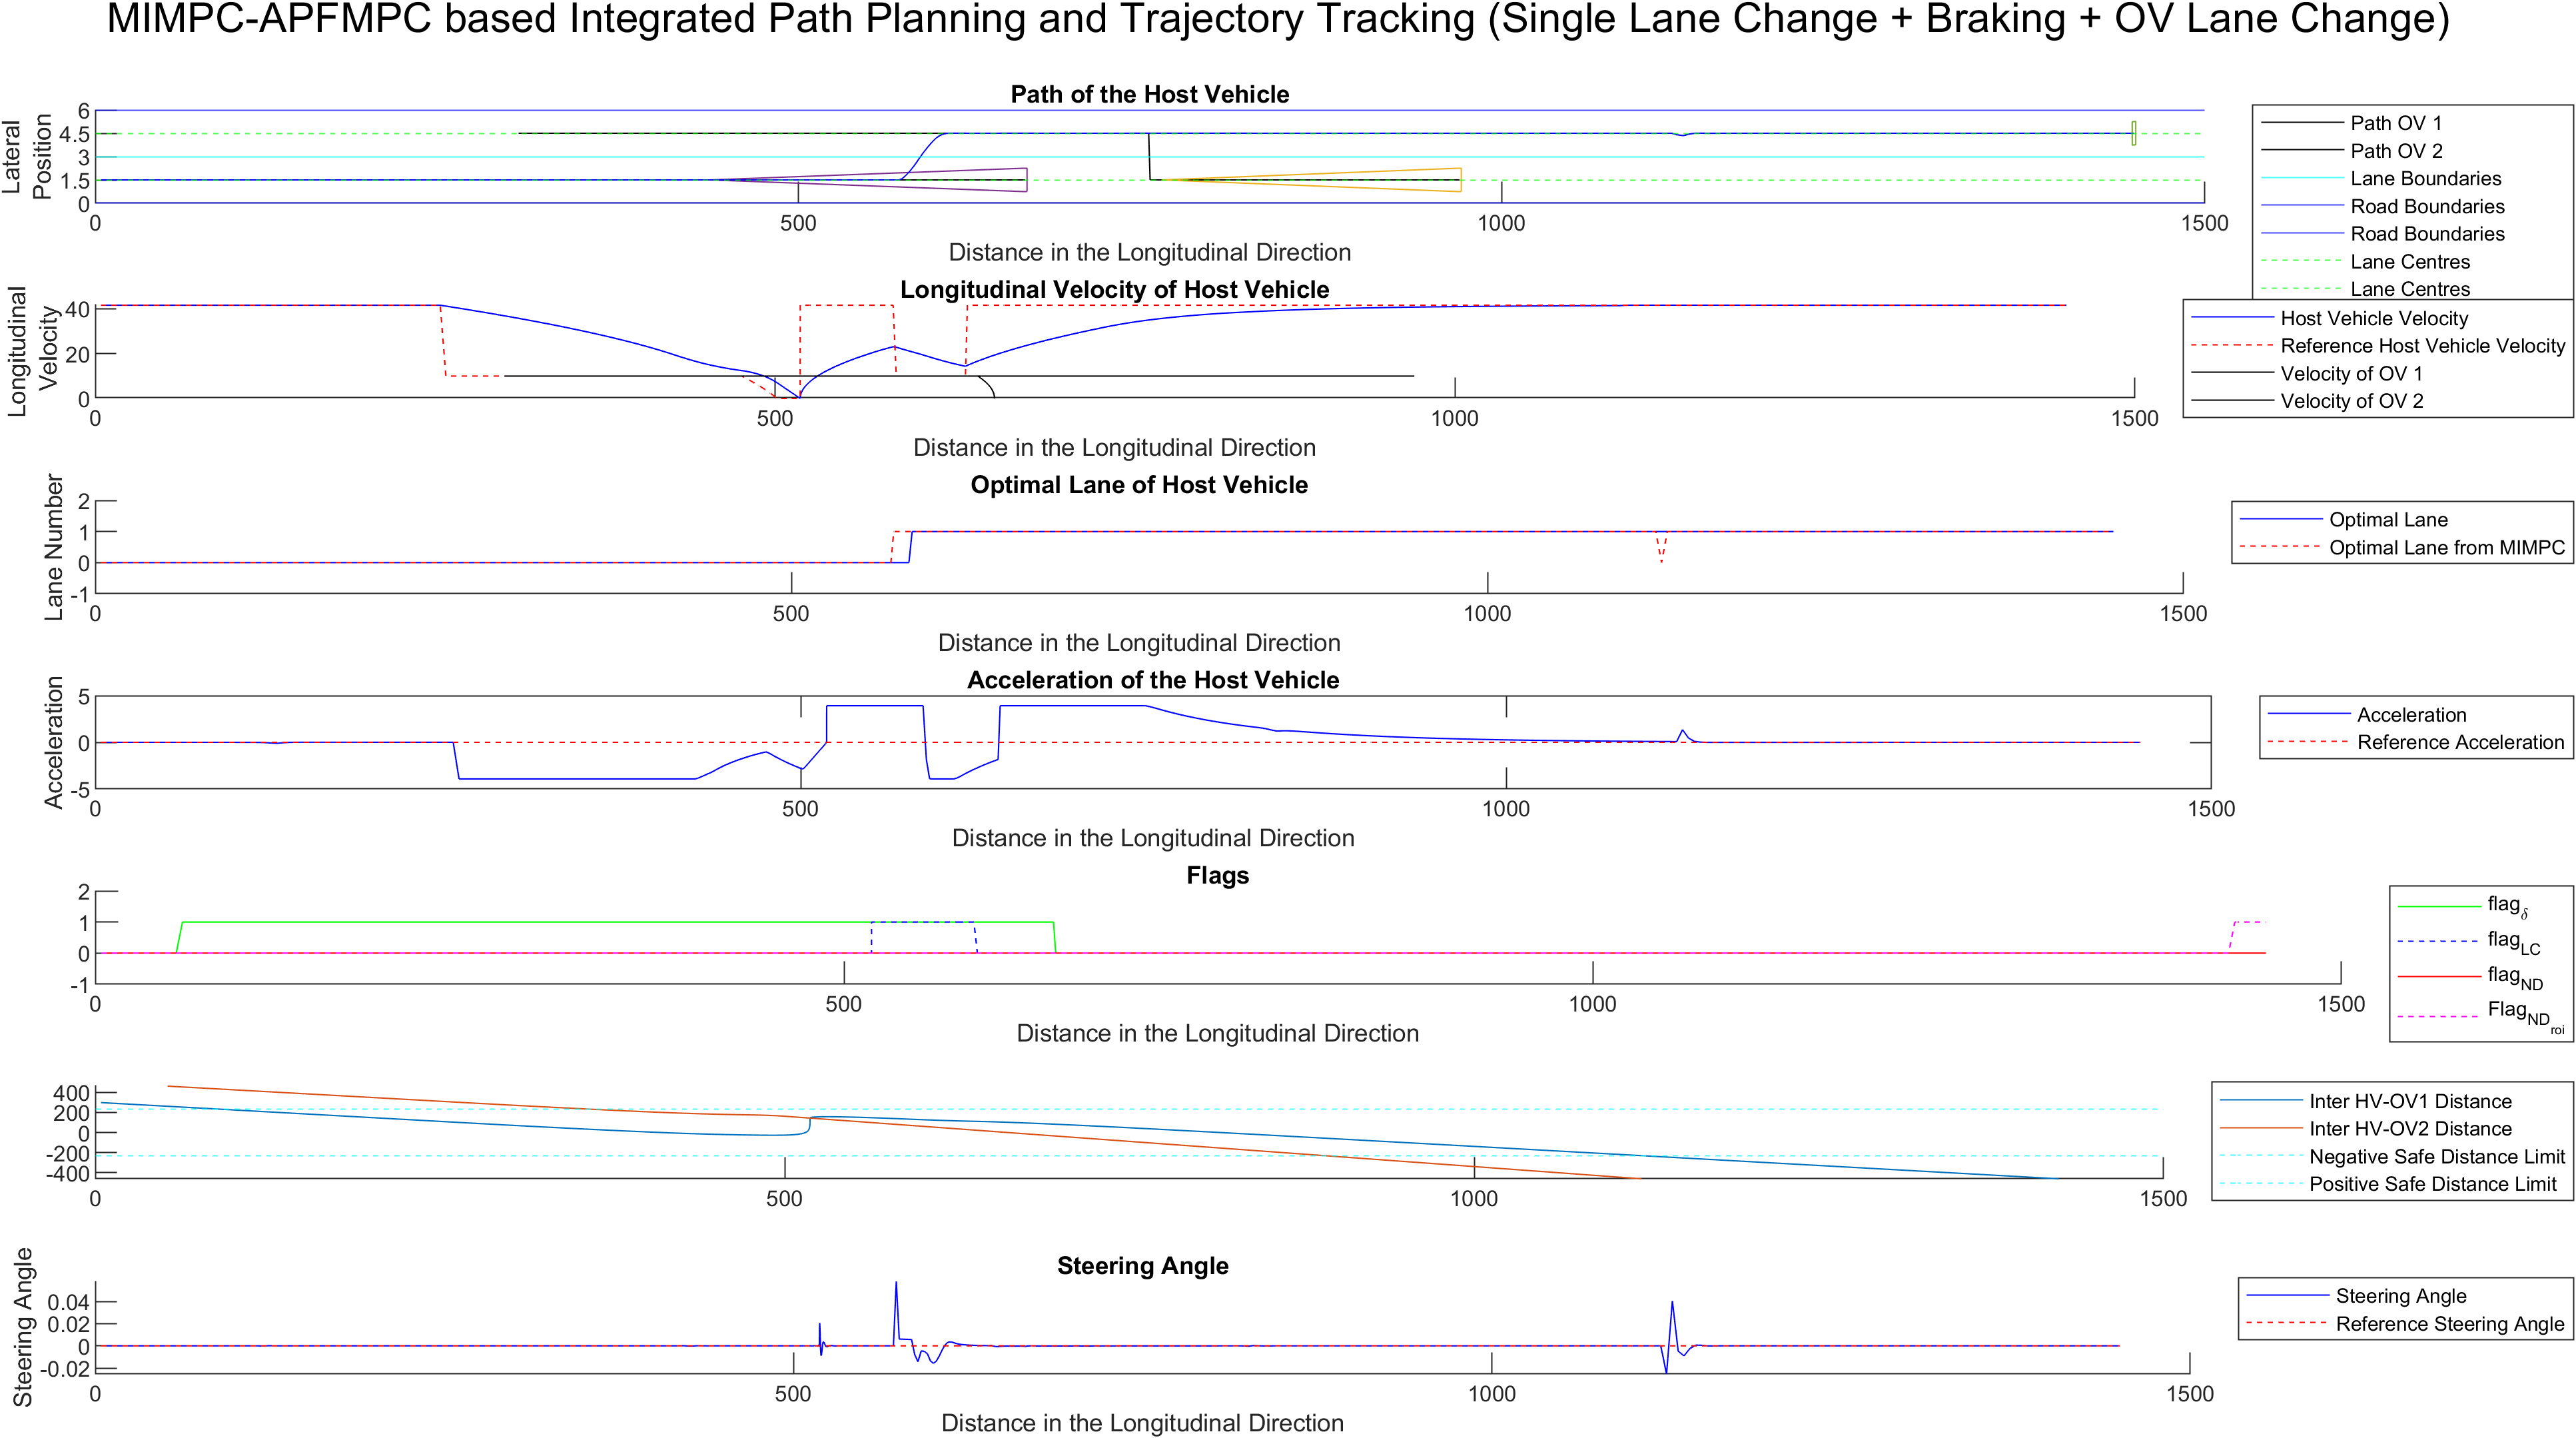 MIMPC-APFMPC based Integrated Path Planning and Trajectory Tracking (Single Lane Change + Braking + OV Lane Change)
Path of the Host Vehicle
Lateral
Position
6
4.5
3
1.5
0
0 500 1000 1500
Distance in the Longitudinal Direction
Path OV 1
Path OV 2
Lane Boundaries
Road Boundaries
Road Boundaries
Lane Centres
Lane Centres
Longitudinal Velocity of Host Vehicle
Longitudinal
Velocity
40
20
0
0 500 1000 1500
Distance in the Longitudinal Direction
Host Vehicle Velocity
Reference Host Vehicle Velocity
Velocity of OV 1
Velocity of OV 2
Optimal Lane of Host Vehicle
Lane Number
2
1
0
-1
0 500 1000 1500
Distance in the Longitudinal Direction
Optimal Lane
Optimal Lane from MIMPC
Acceleration of the Host Vehicle
Acceleration
5
0
-5
0 500 1000 1500
Distance in the Longitudinal Direction
Acceleration
Reference Acceleration
Flags
2
1
0
-1
0 500 1000 1500
Distance in the Longitudinal Direction
flagδ
flagLC
flagND
FlagNDroi
400
200
0
-200
-400
0 500 1000 1500
Inter HV-OV1 Distance
Inter HV-OV2 Distance
Negative Safe Distance Limit
Positive Safe Distance Limit
Steering Angle
Steering Angle
0.04
0.02
0
-0.02
0 500 1000 1500
Distance in the Longitudinal Direction
Steering Angle
Reference Steering Angle